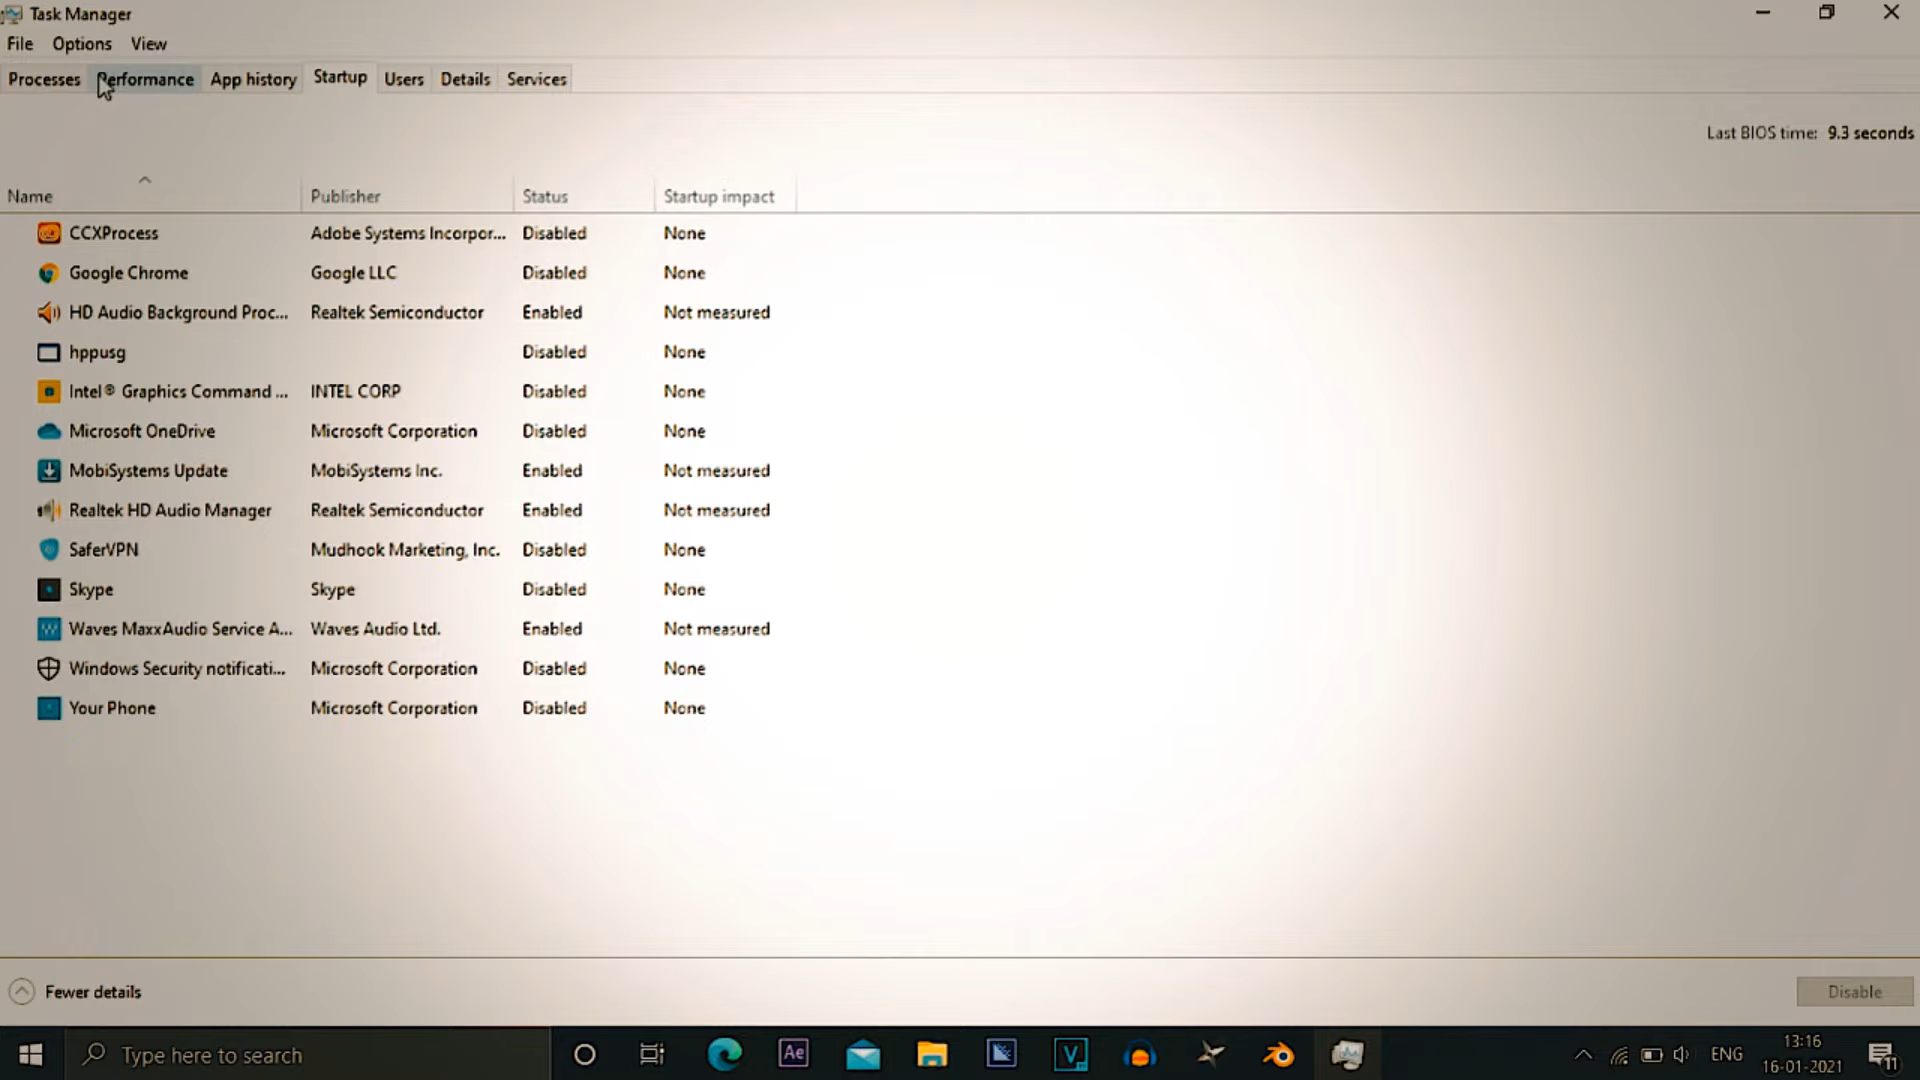 Task Manager
File Options View
Processes Performance App history Startup Users Details Services
Last BIOS time: 9.3 seconds
Name Publisher Status Startup impact
CCXProcess Adobe Systems Incorpor... Disabled None
Google Chrome Google LLC Disabled None
HD Audio Background Proc... Realtek Semiconductor Enabled Not measured
hppusg Disabled None
Intel® Graphics Command ... INTEL CORP Disabled None
Microsoft OneDrive Microsoft Corporation Disabled None
MobiSystems Update MobiSystems Inc. Enabled Not measured
Realtek HD Audio Manager Realtek Semiconductor Enabled Not measured
SaferVPN Mudhook Marketing, Inc. Disabled None
Skype Skype Disabled None
Waves MaxxAudio Service A... Waves Audio Ltd. Enabled Not measured
Windows Security notificati... Microsoft Corporation Disabled None
Your Phone Microsoft Corporation Disabled None
Fewer details Disable
Type here to search Ae V ENG 13:16
16-01-2021 11